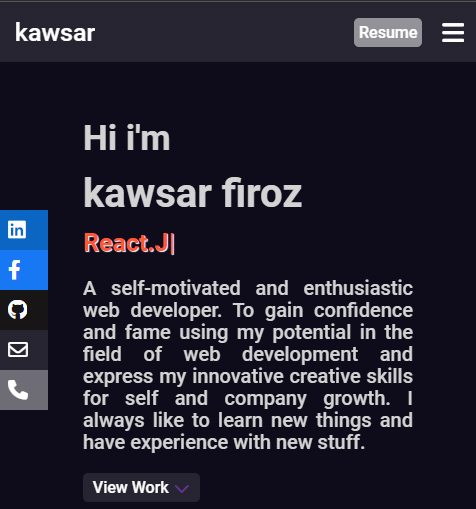 kawsar
Resume
Hi i'm
kawsar firoz
React.J|
A self-motivated and enthusiastic
web developer. To gain confidence
and fame using my potential in the
field of web development and
express my innovative creative skills
for self and company growth. I
always like to learn new things and
have experience with new stuff.
View Work